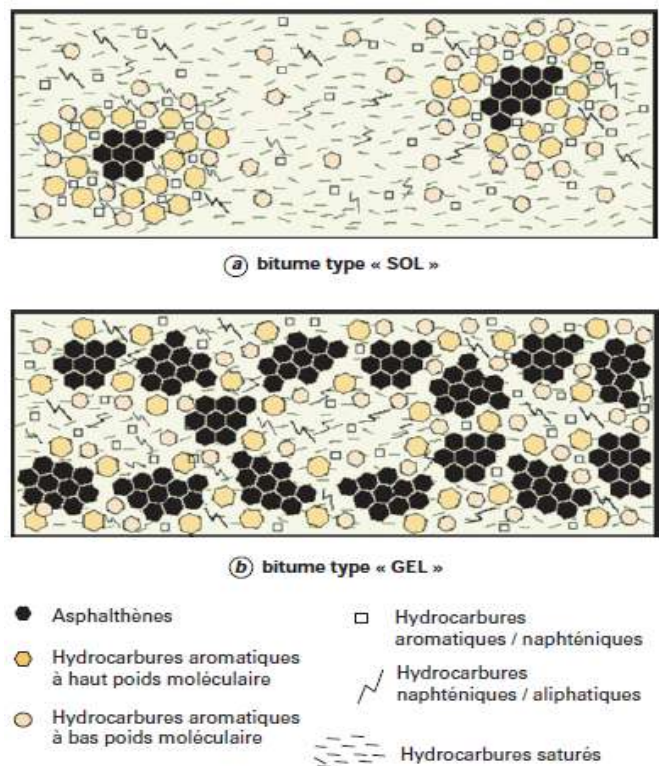 a bitume type « SOL »
b bitume type « GEL »
Asphalthènes
Hydrocarbures aromatiques
à haut poids moléculaire
Hydrocarbures aromatiques
à bas poids moléculaire
Hydrocarbures
aromatiques / naphténiques
Hydrocarbures
naphténiques / aliphatiques
Hydrocarbures saturés